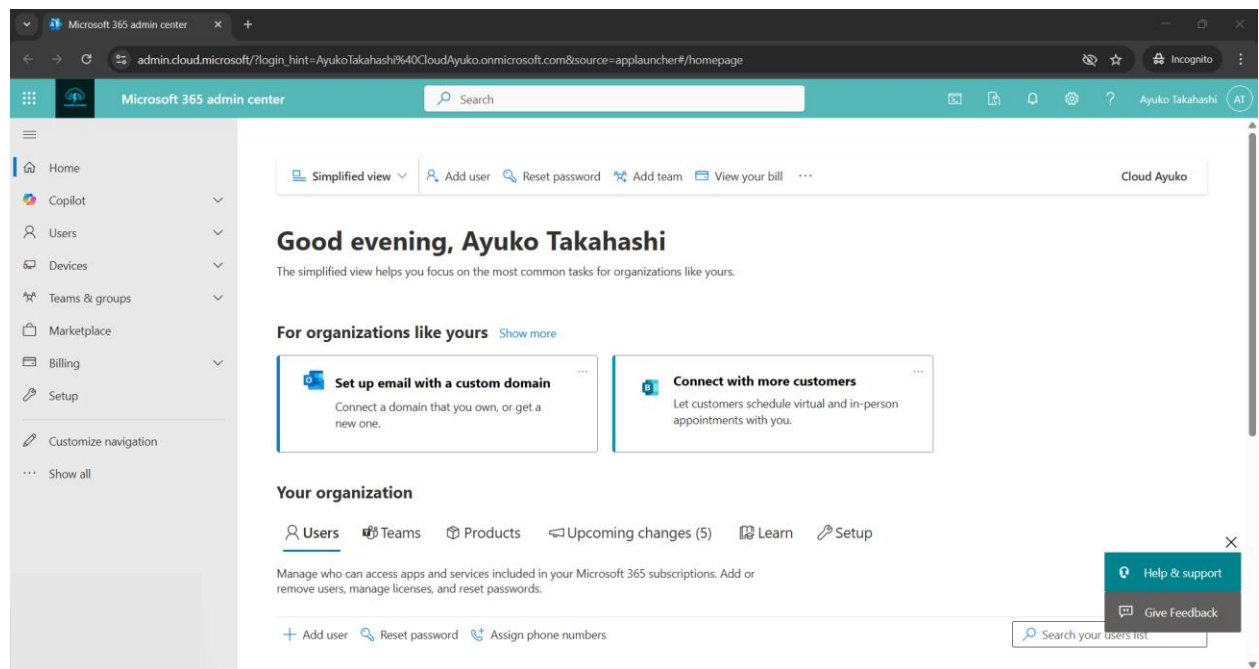 Microsoft 365 admin center
admin.cloud.microsoft/?login_hint=AyukoTakahashi%40CloudAyuko.onmicrosoft.com&source=applauncher#/homepage
Incognito
Microsoft 365 admin center
Search
Ayuko Takahashi
AT
Home
Copilot
Users
Devices
Teams & groups
Marketplace
Billing
Setup
Customize navigation
Show all
Simplified view
Add user
Reset password
Add team
View your bill
Cloud Ayuko
Good evening, Ayuko Takahashi
The simplified view helps you focus on the most common tasks for organizations like yours.
For organizations like yours Show more
Set up email with a custom domain
Connect a domain that you own, or get a
new one.
Connect with more customers
Let customers schedule virtual and in-person
appointments with you.
Your organization
Users
Teams
Products
Upcoming changes (5)
Learn
Setup
Manage who can access apps and services included in your Microsoft 365 subscriptions. Add or
remove users, manage licenses, and reset passwords.
Add user
Reset password
Assign phone numbers
Search your users list
Help & support
Give Feedback